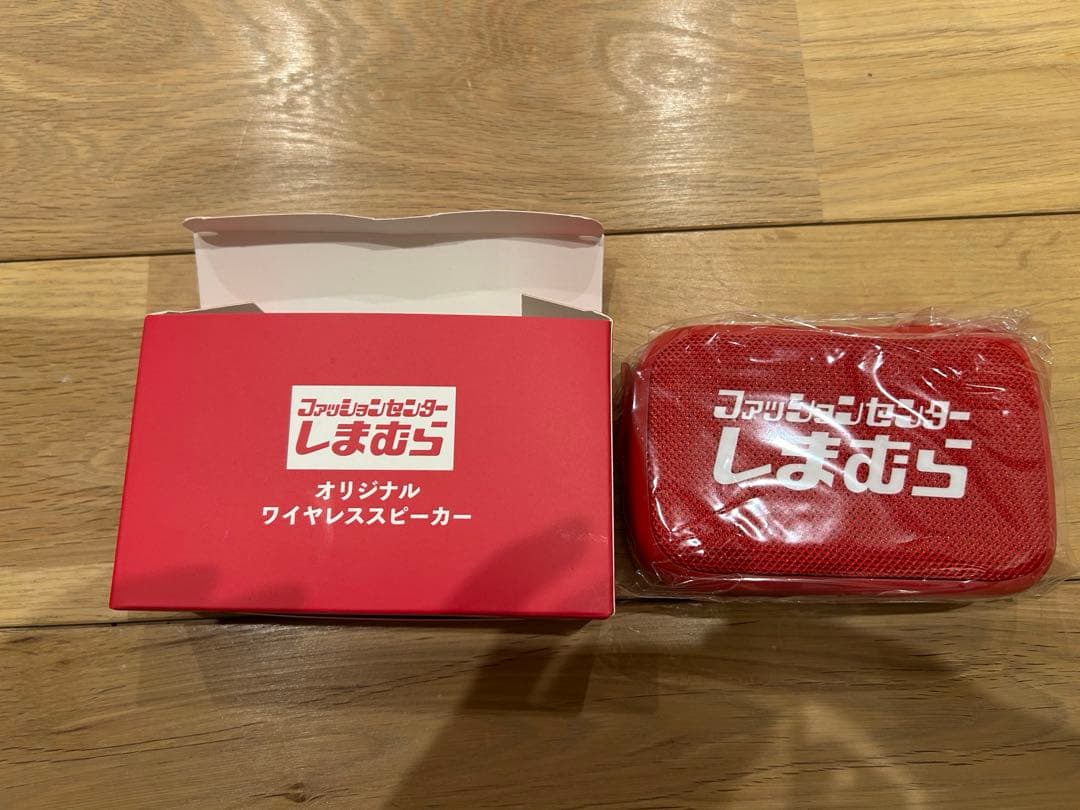 ファッションセンター
しまむら
オリジナル
ワイヤレススピーカー
ファッションセンター
しまむら